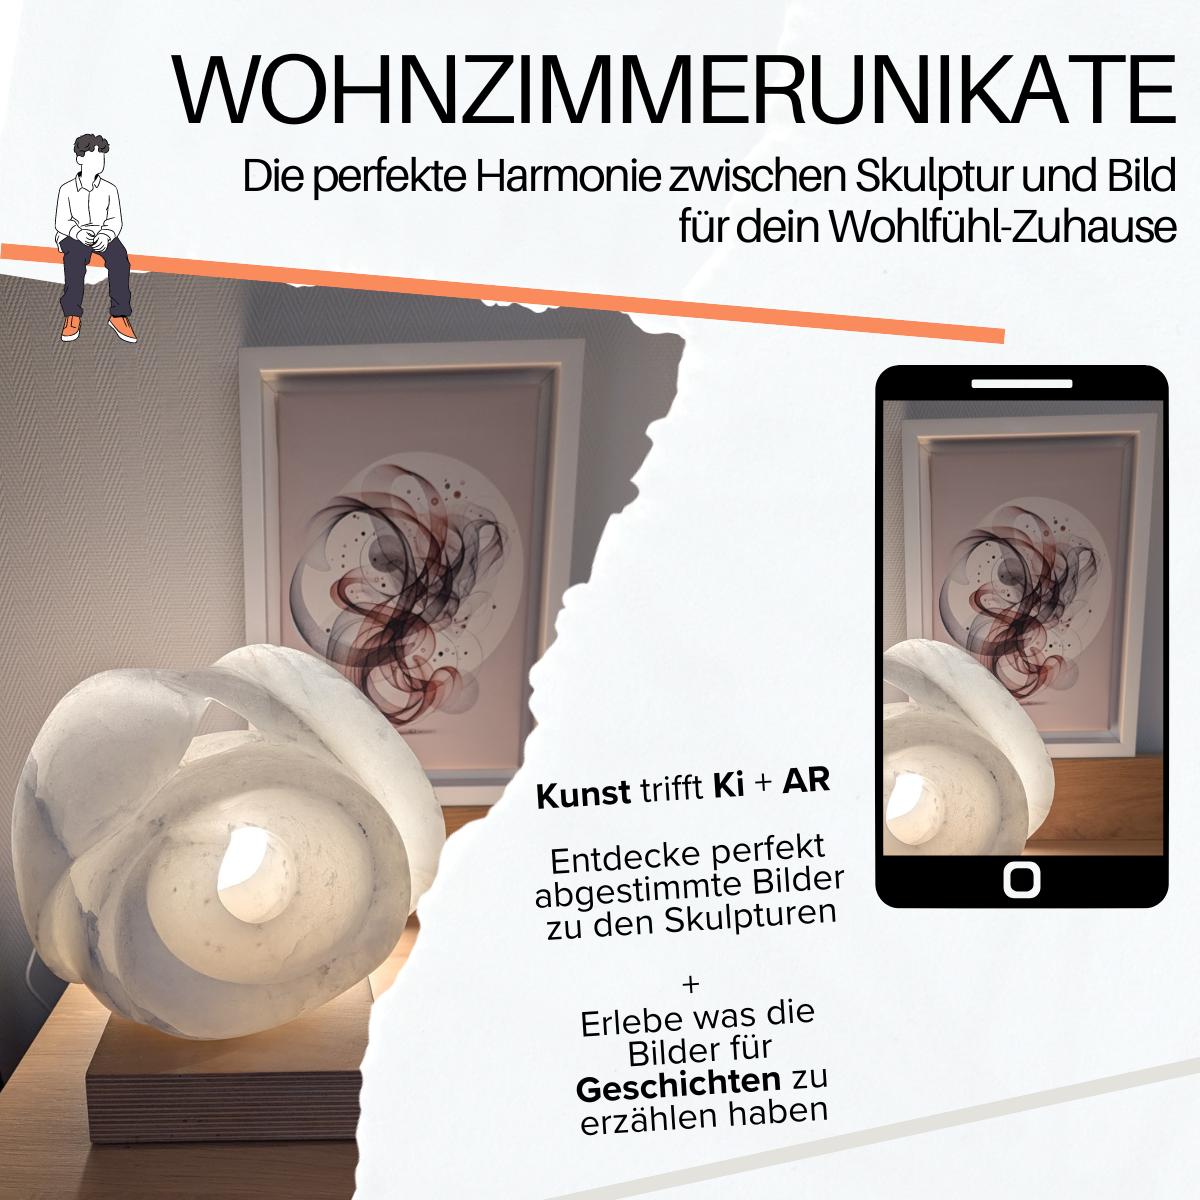 WOHNZIMMERUNIKATE
Die perfekte Harmonie zwischen Skulptur und Bild
für dein Wohlfühl-Zuhause
Kunst trifft Ki + AR
Entdecke perfekt
abgestimmte Bilder
zu den Skulpturen
+
Erlebe was die
Bilder für
Geschichten zu
erzählen haben